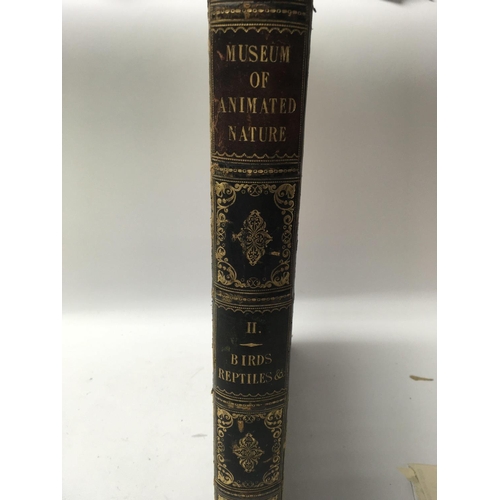 MUSEUM
OF
ANIMATED
NATURE
II.
BIRDS
REPTILES &c.